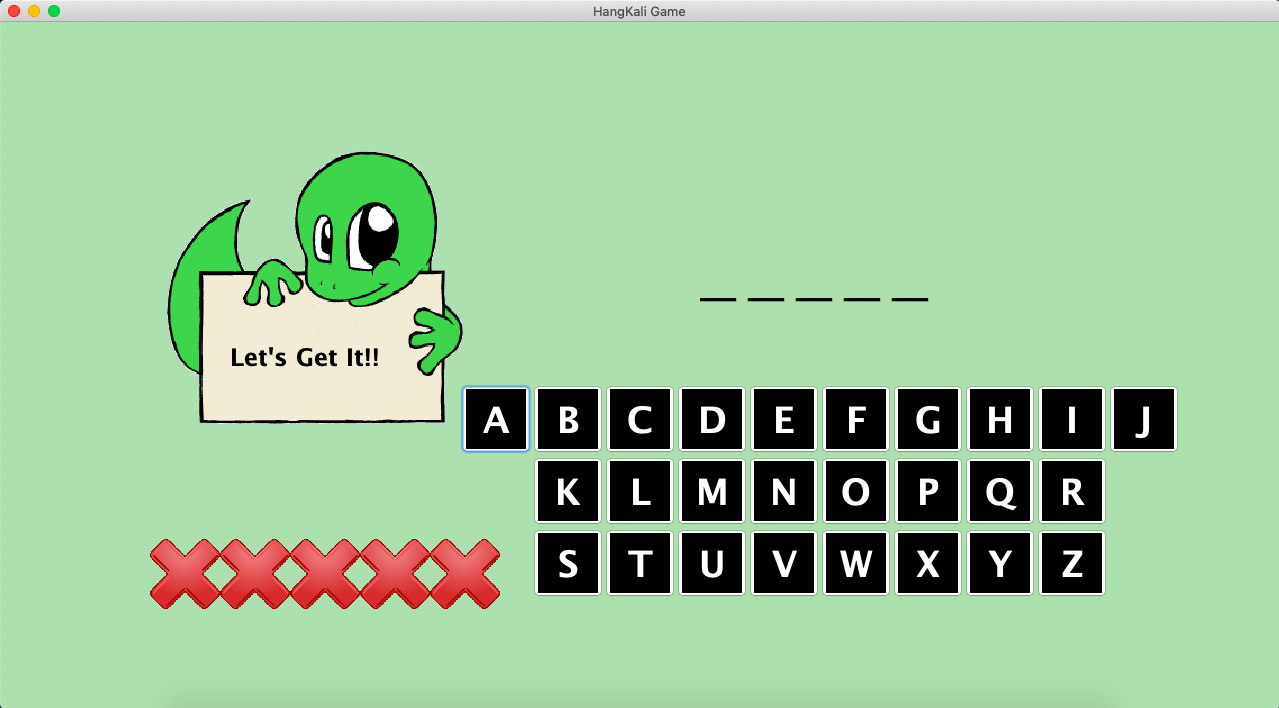 HangKali Game
Let's Get It!!
A B C D E F G H I J
K L M N O P Q R
S T U V W X Y Z